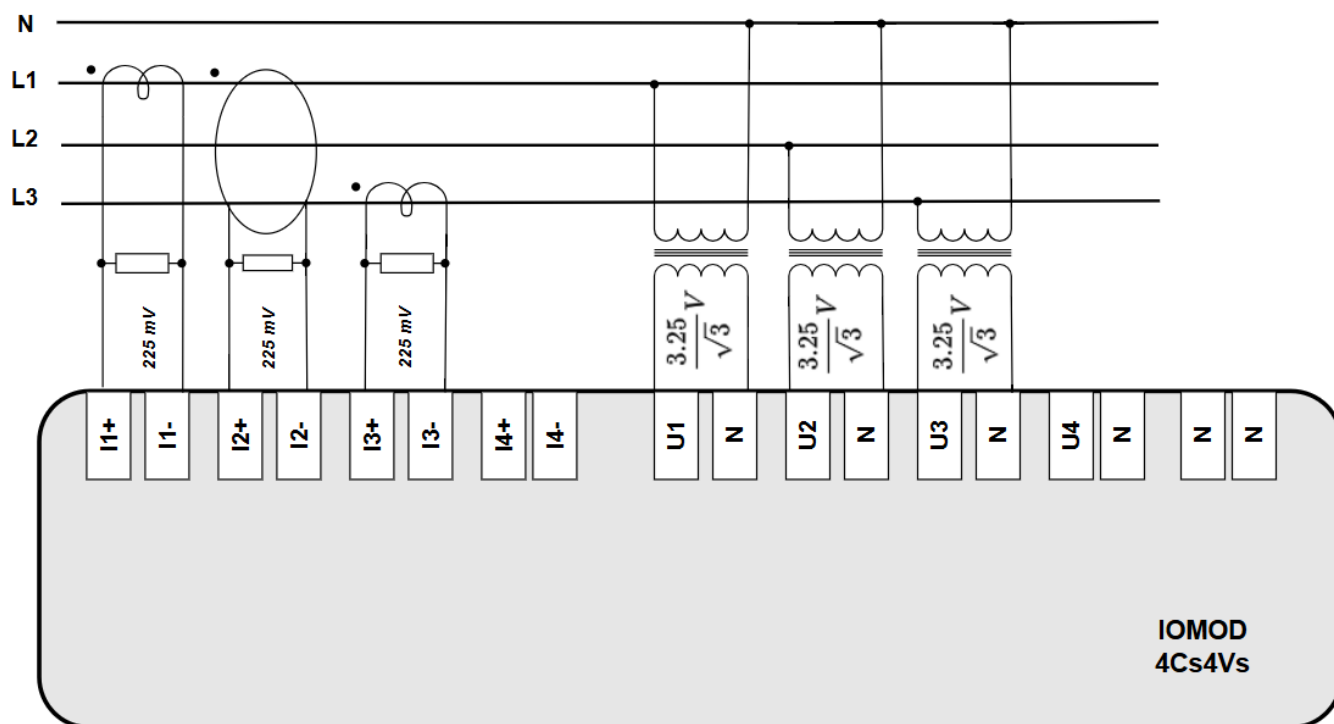 N
L1
L2
L3
225 mV
225 mV
225 mV
3.25/√3 V
3.25/√3 V
3.25/√3 V
I1+ I1- I2+ I2- I3+ I3- I4+ I4- U1 N U2 N U3 N U4 N N N
IOMOD
4Cs4Vs